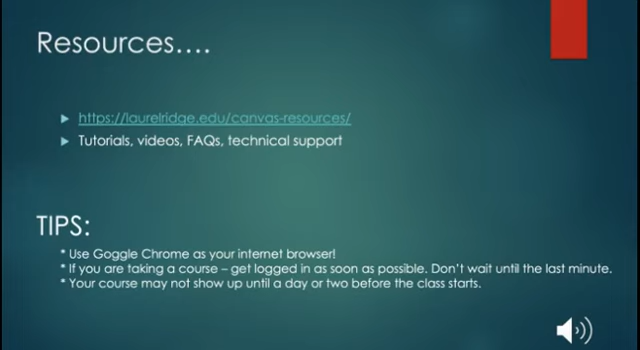 Resources….
https://laurelridge.edu/canvas-resources/
Tutorials, videos, FAQs, technical support
TIPS:
* Use Goggle Chrome as your internet browser!
* If you are taking a course – get logged in as soon as possible. Don't wait until the last minute.
* Your course may not show up until a day or two before the class starts.